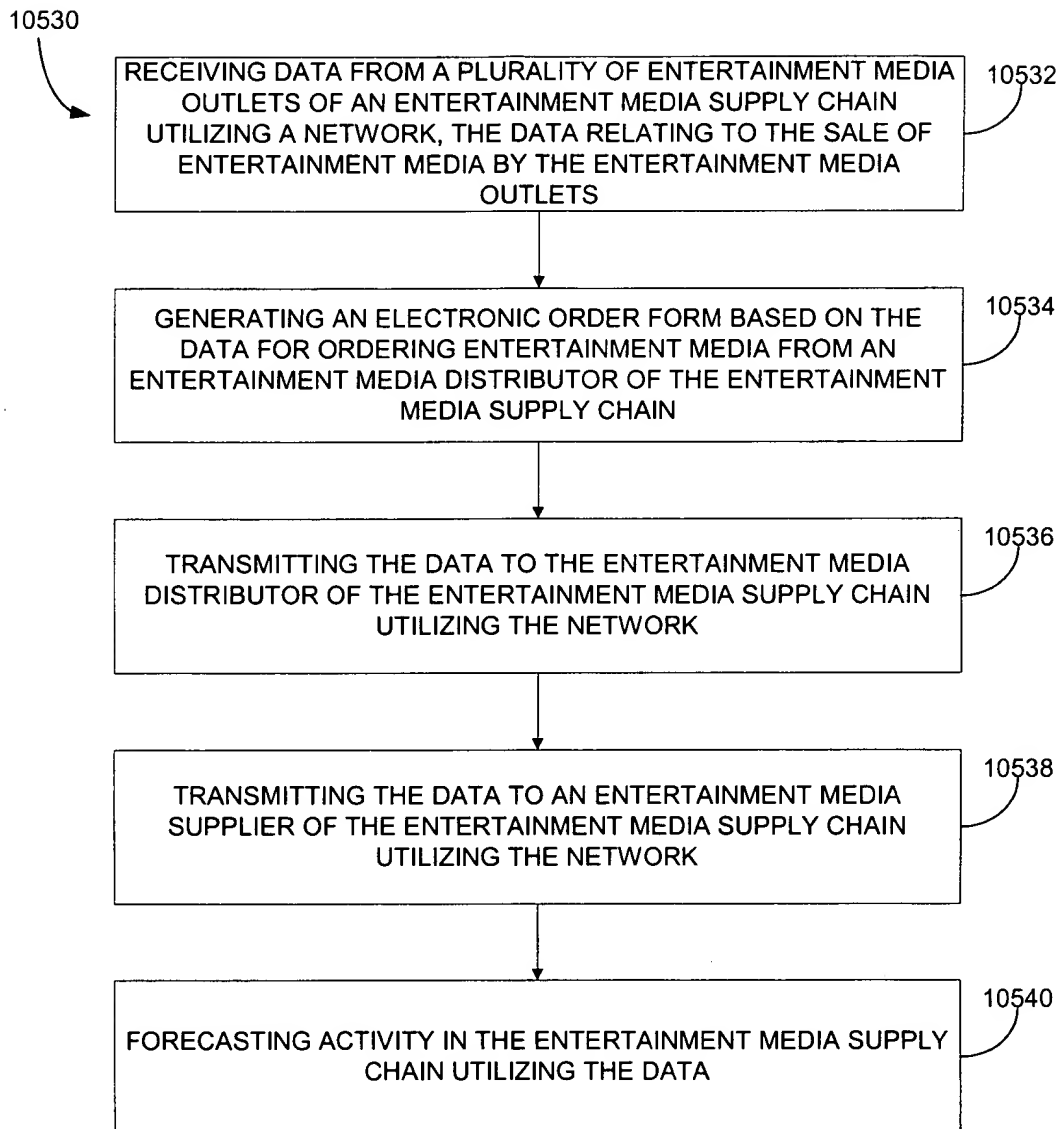 10530
RECEIVING DATA FROM A PLURALITY OF ENTERTAINMENT MEDIA
OUTLETS OF AN ENTERTAINMENT MEDIA SUPPLY CHAIN
UTILIZING A NETWORK, THE DATA RELATING TO THE SALE OF
ENTERTAINMENT MEDIA BY THE ENTERTAINMENT MEDIA
OUTLETS
10532
GENERATING AN ELECTRONIC ORDER FORM BASED ON THE
DATA FOR ORDERING ENTERTAINMENT MEDIA FROM AN
ENTERTAINMENT MEDIA DISTRIBUTOR OF THE ENTERTAINMENT
MEDIA SUPPLY CHAIN
10534
TRANSMITTING THE DATA TO THE ENTERTAINMENT MEDIA
DISTRIBUTOR OF THE ENTERTAINMENT MEDIA SUPPLY CHAIN
UTILIZING THE NETWORK
10536
TRANSMITTING THE DATA TO AN ENTERTAINMENT MEDIA
SUPPLIER OF THE ENTERTAINMENT MEDIA SUPPLY CHAIN
UTILIZING THE NETWORK
10538
FORECASTING ACTIVITY IN THE ENTERTAINMENT MEDIA SUPPLY
CHAIN UTILIZING THE DATA
10540